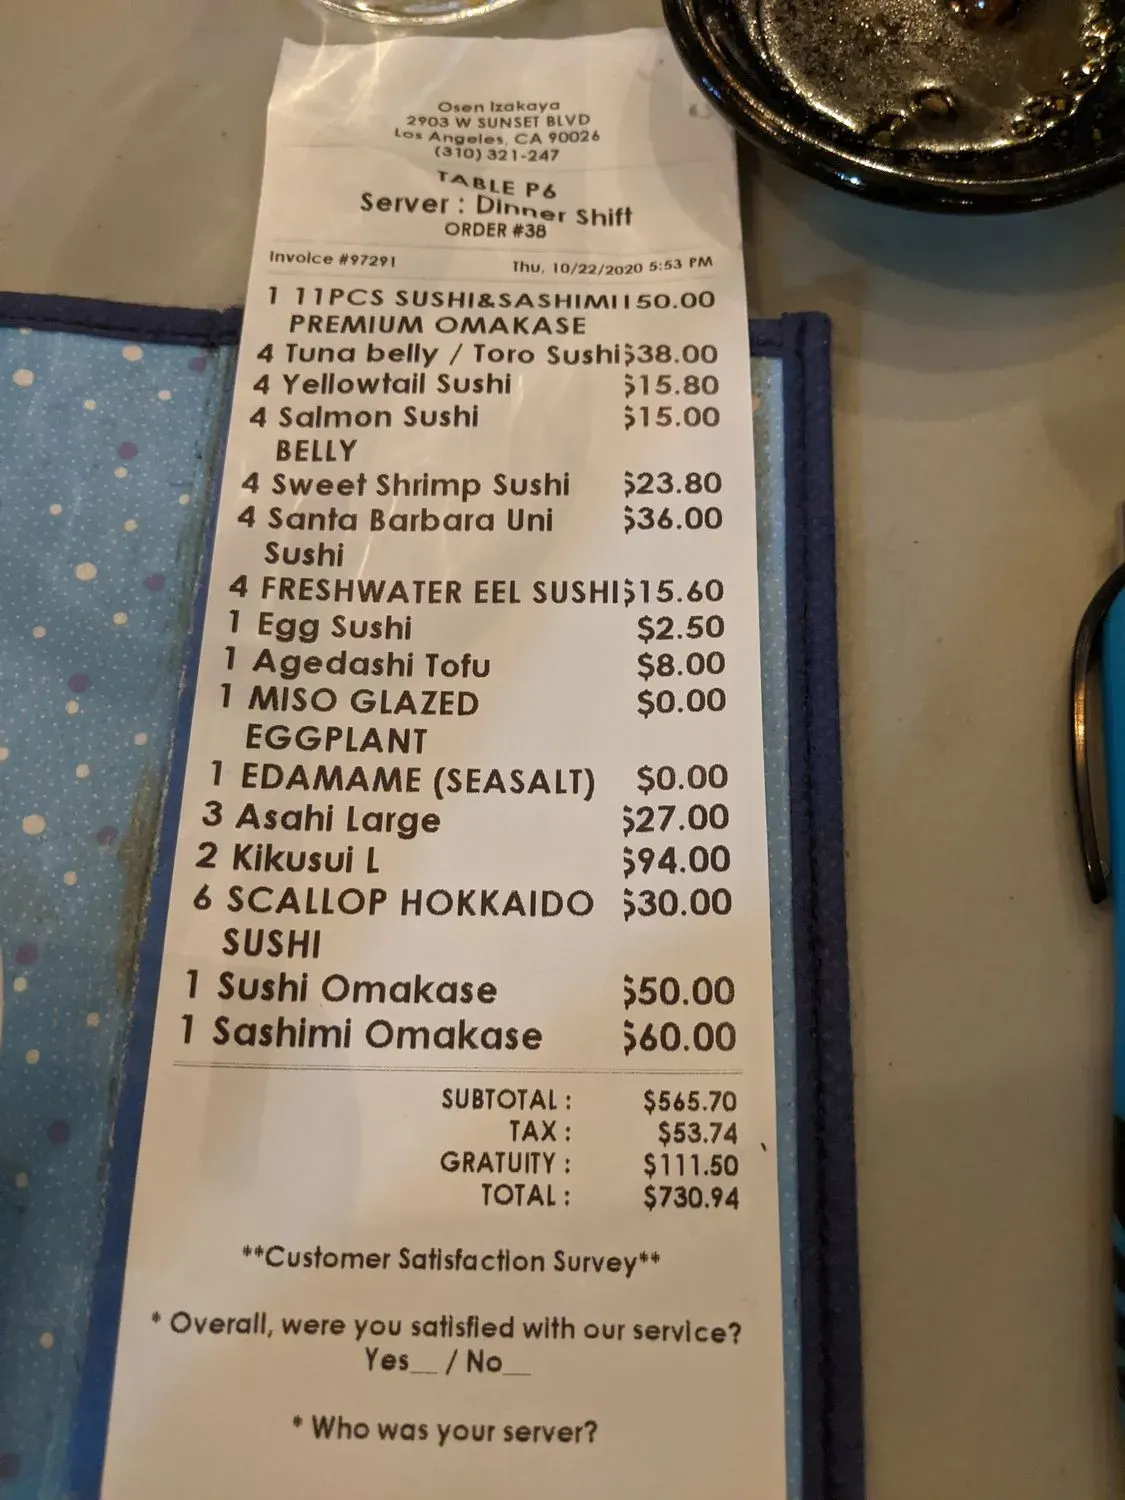 Osen Izakaya
2903 W SUNSET BLVD
Los Angeles, CA 90026
(310) 321-247
TABLE P6
Server : Dinner Shift
ORDER #38
Invoice #97291 Thu, 10/22/2020 5:53 PM
1 11PCS SUSHI&SASHIMI 150.00
PREMIUM OMAKASE
4 Tuna belly / Toro Sushi $38.00
4 Yellowtail Sushi $15.80
4 Salmon Sushi $15.00
BELLY
4 Sweet Shrimp Sushi $23.80
4 Santa Barbara Uni $36.00
Sushi
4 FRESHWATER EEL SUSHI $15.60
1 Egg Sushi $2.50
1 Agedashi Tofu $8.00
1 MISO GLAZED $0.00
EGGPLANT
1 EDAMAME (SEASALT) $0.00
3 Asahi Large $27.00
2 Kikusui L $94.00
6 SCALLOP HOKKAIDO $30.00
SUSHI
1 Sushi Omakase $50.00
1 Sashimi Omakase $60.00
SUBTOTAL : $565.70
TAX : $53.74
GRATUITY : $111.50
TOTAL : $730.94
**Customer Satisfaction Survey**
* Overall, were you satisfied with our service?
Yes__ / No__
* Who was your server?